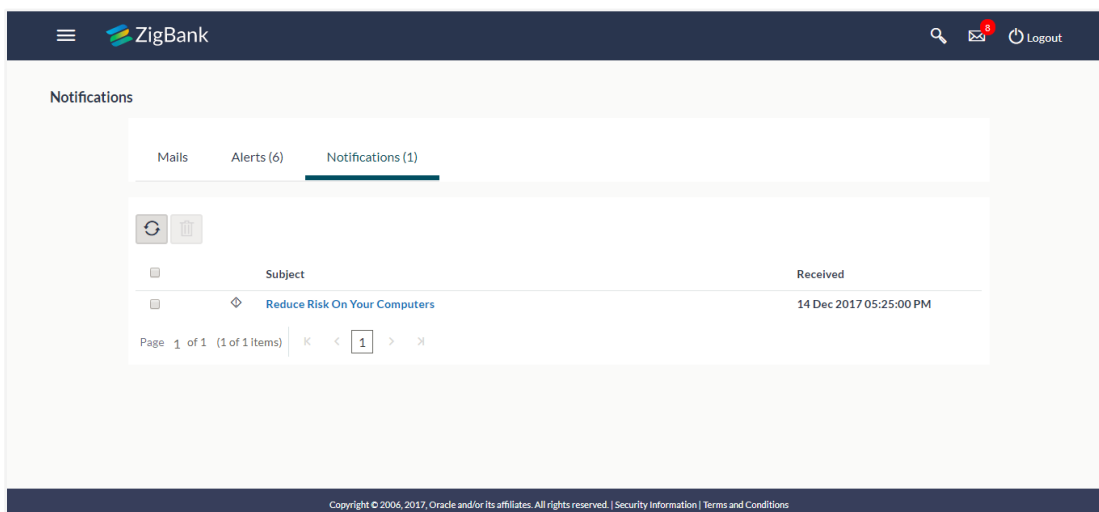 ZigBank
8
Logout
Notifications
Mails Alerts (6) Notifications (1)
Subject Received
Reduce Risk On Your Computers 14 Dec 2017 05:25:00 PM
Page 1 of 1 (1 of 1 items) K < 1 > >|
Copyright © 2006, 2017, Oracle and/or its affiliates. All rights reserved. | Security Information | Terms and Conditions